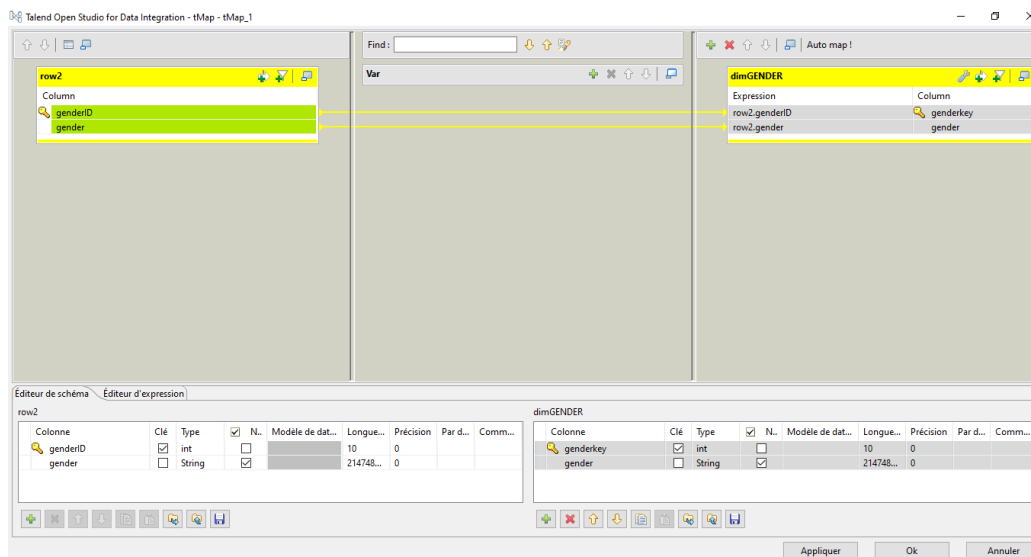 Talend Open Studio for Data Integration - tMap - tMap_1
Find :
Auto map !
row2
Var
dimGENDER
Column
Expression Column
genderID
row2.genderID genderkey
gender
row2.gender gender
Éditeur de schéma Éditeur d'expression
row2
dimGENDER
Colonne Clé Type N.. Modèle de dat... Longue... Précision Par d... Comm...
genderID int 10 0
gender String 214748... 0
Colonne Clé Type N.. Modèle de dat... Longue... Précision Par d... Comm...
genderkey int 10 0
gender String 214748... 0
Appliquer Ok Annuler